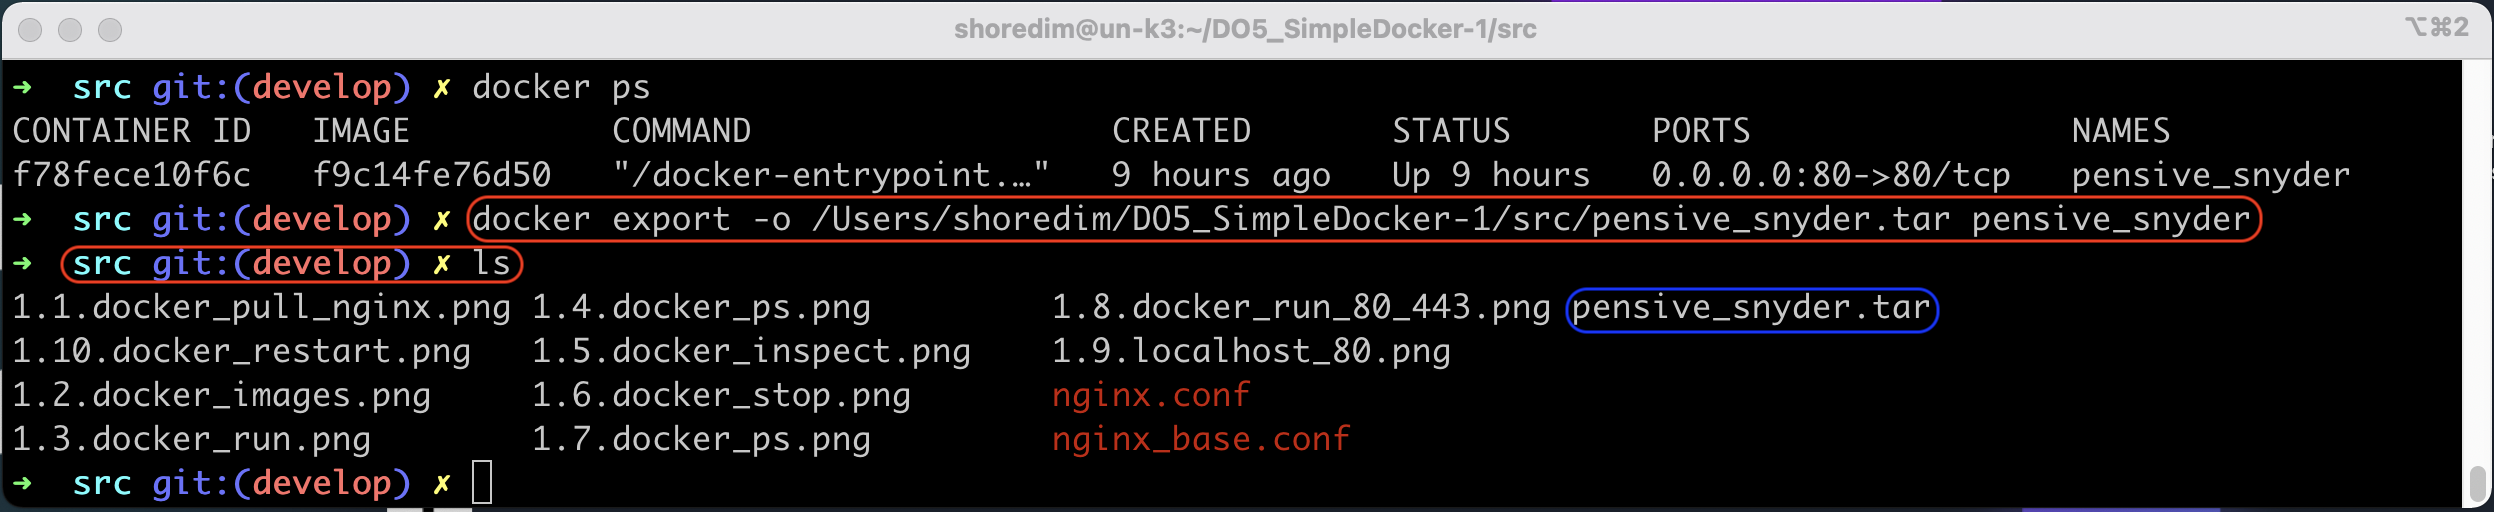 shoredim@un-k3:~/DO5_SimpleDocker-1/src ⌥⌘2
➜ src git:(develop) ✗ docker ps
CONTAINER ID IMAGE COMMAND CREATED STATUS PORTS NAMES
f78fece10f6c f9c14fe76d50 "/docker-entrypoint.…" 9 hours ago Up 9 hours 0.0.0.0:80->80/tcp pensive_snyder
➜ src git:(develop) ✗ docker export -o /Users/shoredim/DO5_SimpleDocker-1/src/pensive_snyder.tar pensive_snyder
➜ src git:(develop) ✗ ls
1.1.docker_pull_nginx.png 1.4.docker_ps.png 1.8.docker_run_80_443.png pensive_snyder.tar
1.10.docker_restart.png 1.5.docker_inspect.png 1.9.localhost_80.png
1.2.docker_images.png 1.6.docker_stop.png nginx.conf
1.3.docker_run.png 1.7.docker_ps.png nginx_base.conf
➜ src git:(develop) ✗